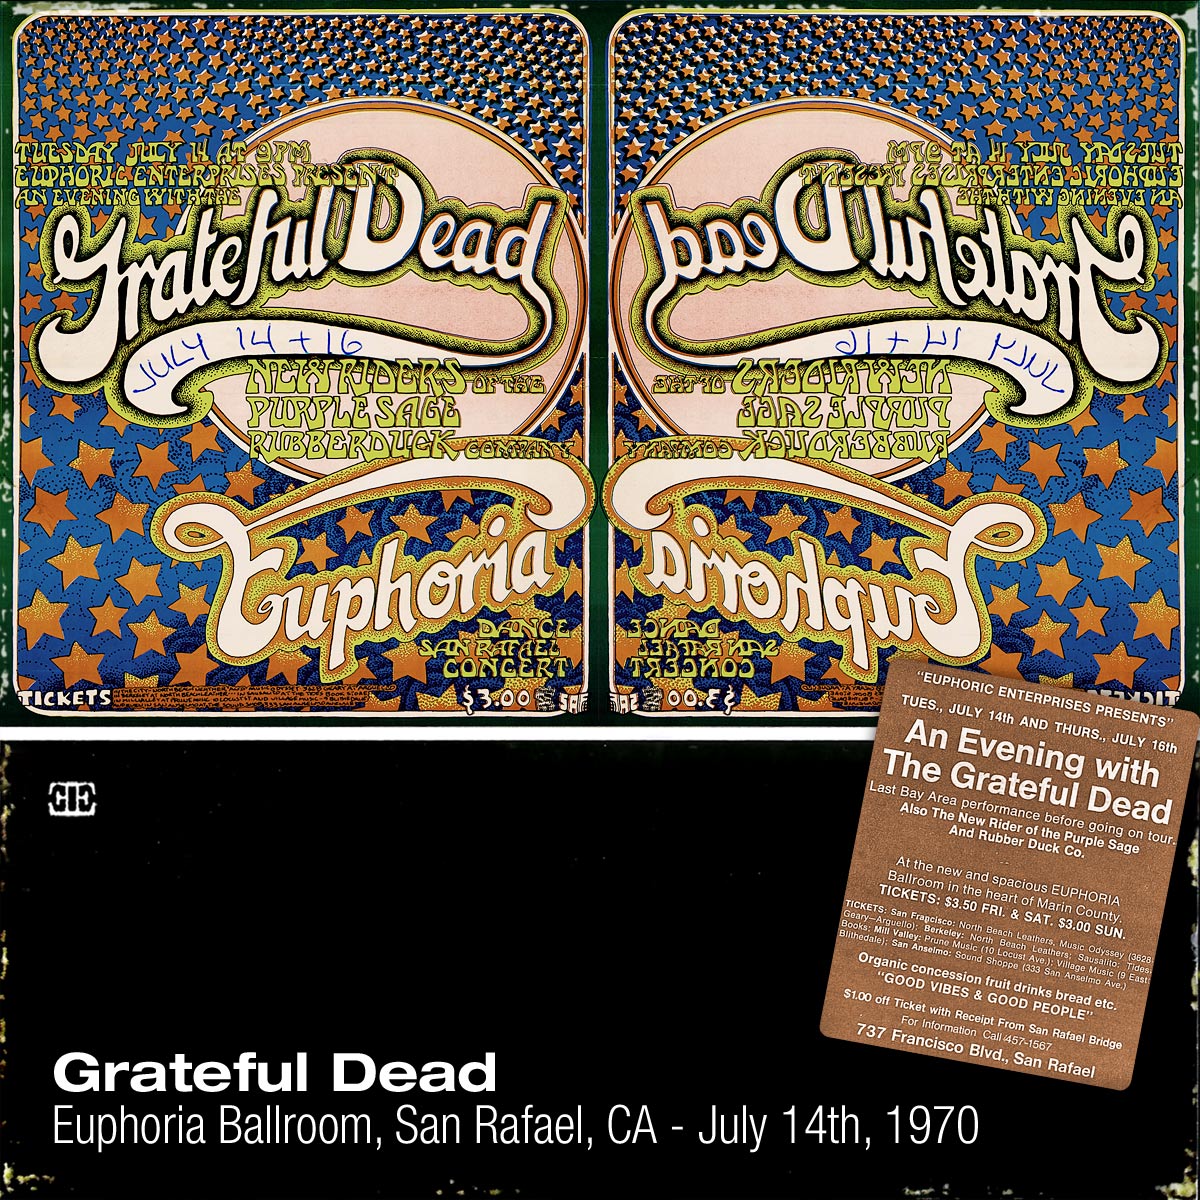 TUESDAY JULY 14 AT 9PM
EUPHORIC ENTERPRISES PRESENT
AN EVENING WITH THE
Grateful Dead
JULY 14 + 16
NEW RIDERS OF THE
PURPLE SAGE
RUBBERDUCK COMPANY
Euphoria
DANCE
SAN RAFAEL
CONCERT
TICKETS
$3.00
TUESDAY JULY 14 AT 9PM
EUPHORIC ENTERPRISES PRESENT
AN EVENING WITH THE
Grateful Dead
JULY 14 + 16
NEW RIDERS OF THE
PURPLE SAGE
RUBBERDUCK COMPANY
Euphoria
DANCE
SAN RAFAEL
CONCERT
$3.00
TICKETS
"EUPHORIC ENTERPRISES PRESENTS"
TUES., JULY 14th AND THURS., JULY 16th
An Evening with
The Grateful Dead
Last Bay Area performance before going on tour.
Also The New Rider of the Purple Sage
And Rubber Duck Co.
--
At the new and spacious EUPHORIA
Ballroom in the heart of Marin County.
TICKETS: $3.50 FRI. & SAT. $3.00 SUN.
TICKETS: San Francisco: North Beach Leathers, Music Odyssey (3628
Geary—Arguello); Berkeley: North Beach Leathers; Sausalito: Tides
Books; Mill Valley: Prune Music (10 Locust Ave.); Village Music (9 East
Blithedale); San Anselmo: Sound Shoppe (333 San Anselmo Ave.)
Organic concession fruit drinks bread etc.
"GOOD VIBES & GOOD PEOPLE"
$1.00 off Ticket with Receipt From San Rafael Bridge
For Information Call 457-1567
737 Francisco Blvd., San Rafael
Grateful Dead
Euphoria Ballroom, San Rafael, CA - July 14th, 1970